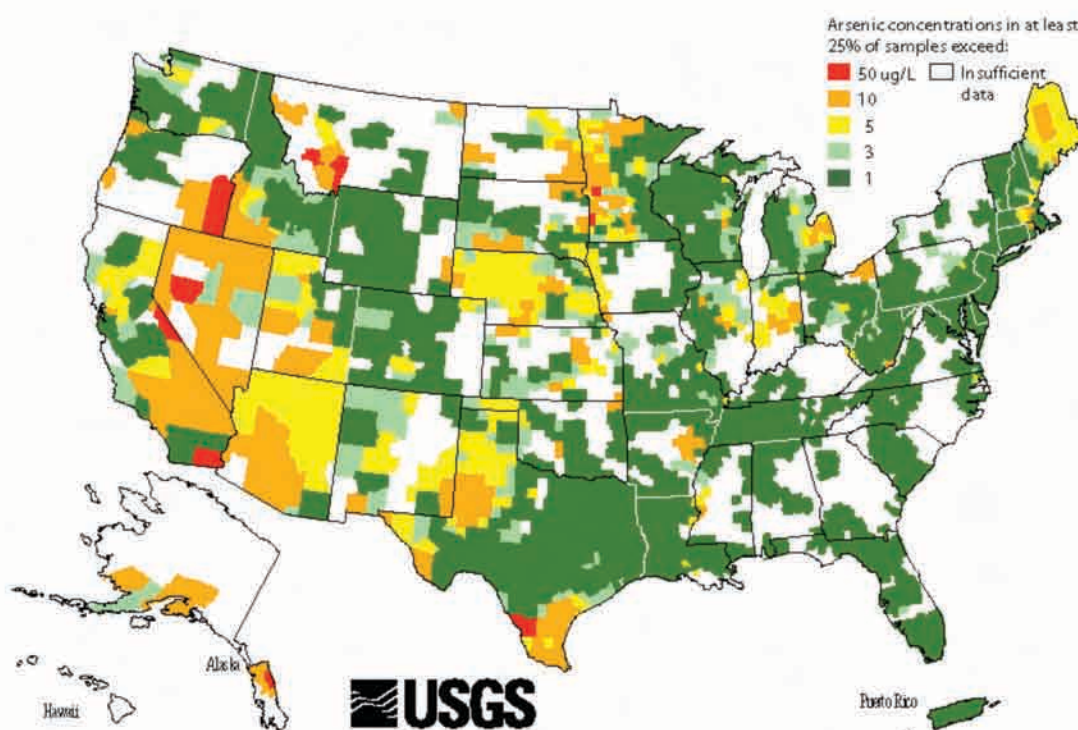 Arsenic concentrations in at least
25% of samples exceed:
50 ug/L
Insufficient
data
10
5
3
1
Alaska
Hawaii
USGS
Puerto Rico